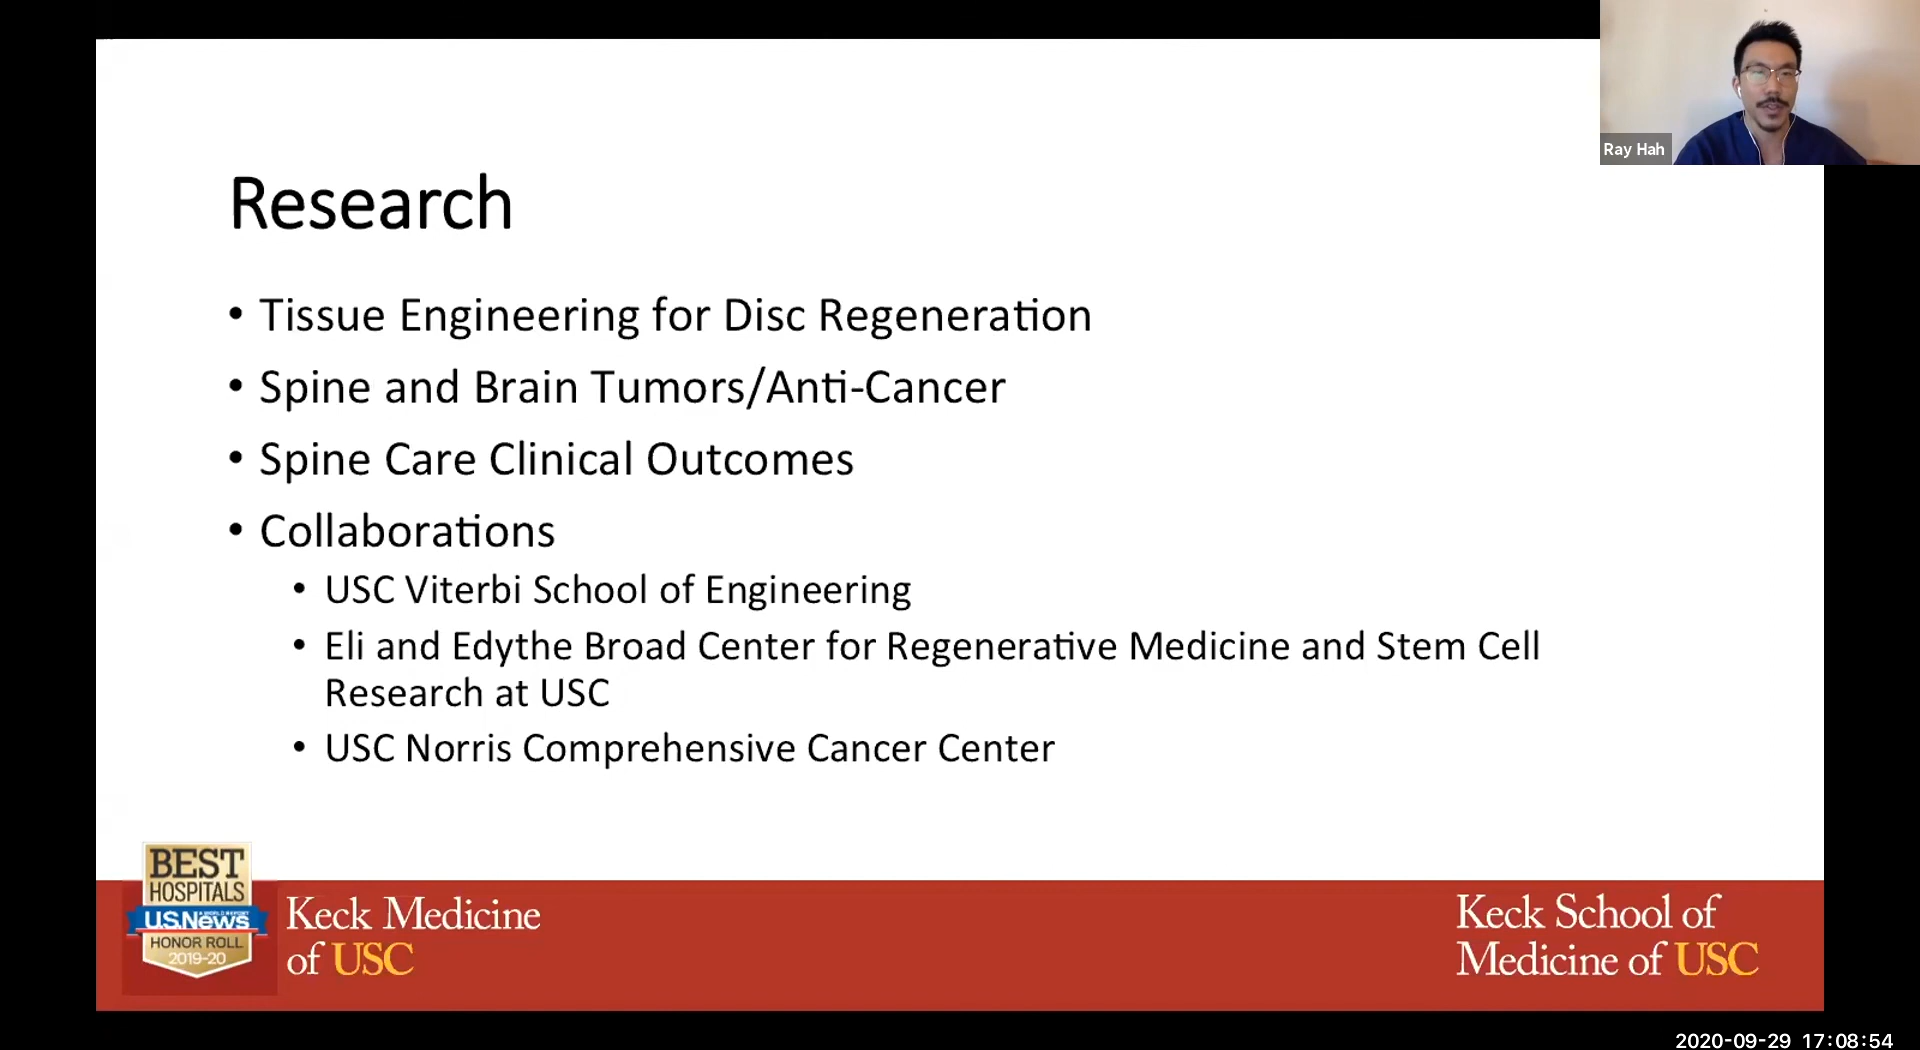 Ray Hah
Research
• Tissue Engineering for Disc Regeneration
• Spine and Brain Tumors/Anti-Cancer
• Spine Care Clinical Outcomes
• Collaborations
• USC Viterbi School of Engineering
• Eli and Edythe Broad Center for Regenerative Medicine and Stem Cell
Research at USC
• USC Norris Comprehensive Cancer Center
BEST
HOSPITALS
U.S.News
& WORLD REPORT
HONOR ROLL
2019-20
Keck Medicine
of USC
Keck School of
Medicine of USC
2020-09-29 17:08:54